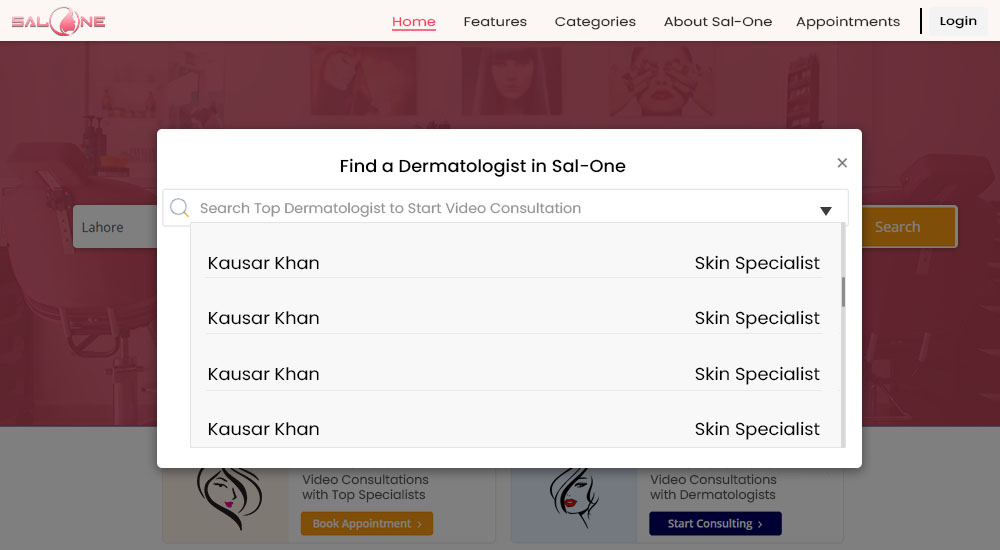 SALONE
Home Features Categories About Sal-One Appointments Login
Find a Dermatologist in Sal-One ×
Search Top Dermatologist to Start Video Consultation
Lahore
Search
Kausar Khan Skin Specialist
Kausar Khan Skin Specialist
Kausar Khan Skin Specialist
Kausar Khan Skin Specialist
Video Consultations
with Top Specialists
Book Appointment >
Video Consultations
with Dermatologists
Start Consulting >